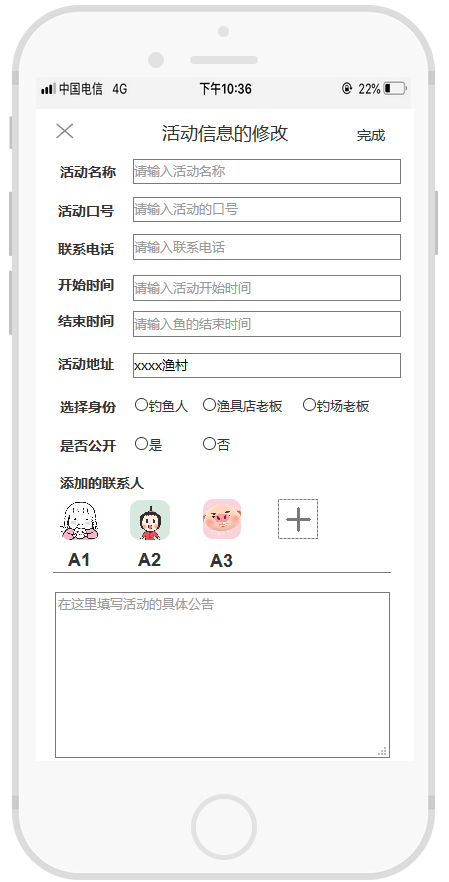 中国电信 4G 下午10:36 22%
活动信息的修改 完成
活动名称 请输入活动名称
活动口号 请输入活动的口号
联系电话 请输入联系电话
开始时间 请输入活动开始时间
结束时间 请输入鱼的结束时间
活动地址 xxxx渔村
选择身份 钓鱼人 渔具店老板 钓场老板
是否公开 是 否
添加的联系人
A1 A2 A3
在这里填写活动的具体公告